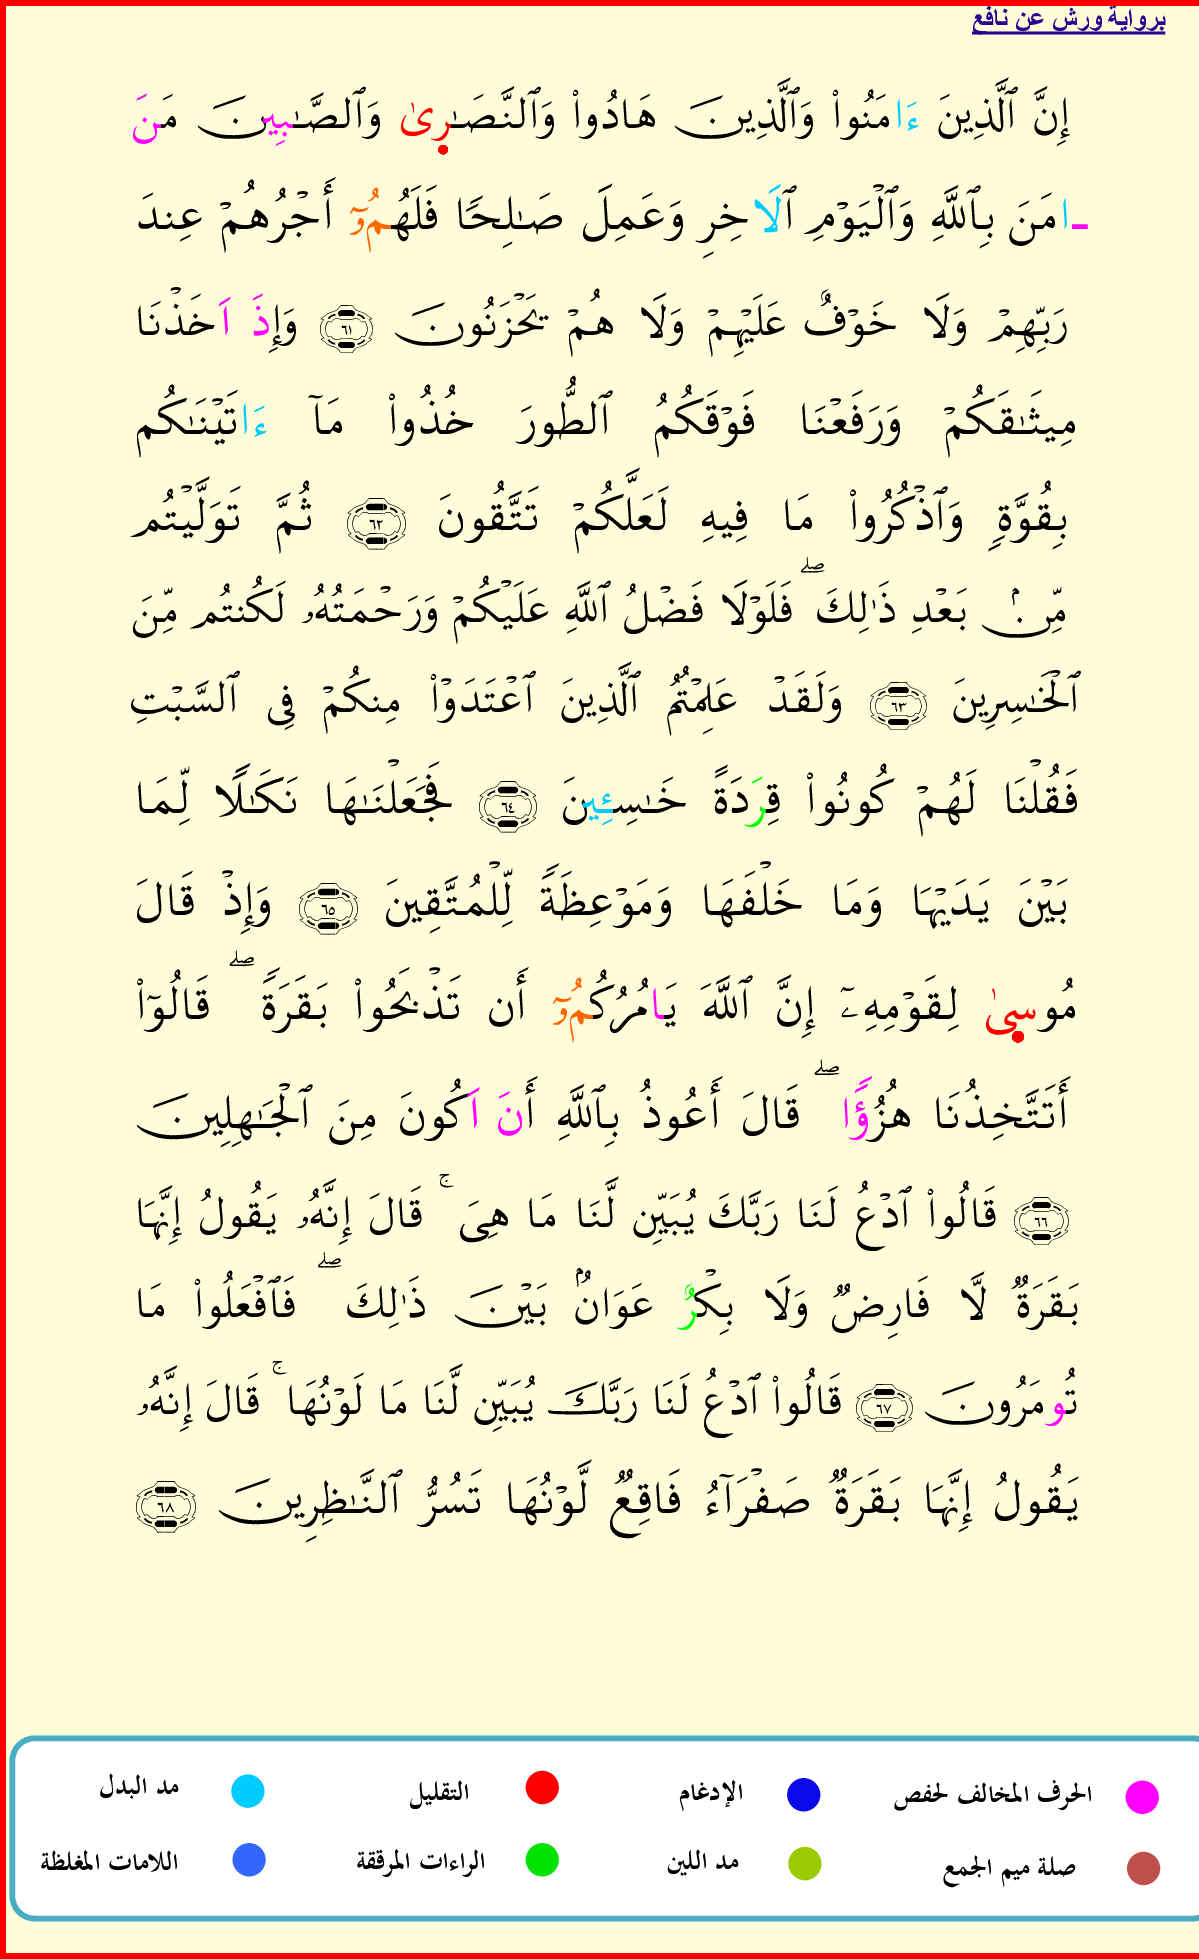 برواية ورش عن نافع
إِنَّ ٱلَّذِينَ ءَامَنُوا۟ وَٱلَّذِينَ هَادُوا۟ وَٱلنَّصَـٰرىٰ وَٱلصَّـٰبِينَ مَنَ
ـ۬امَنَ بِٱللَّهِ وَٱلْيَوْمِ ٱلَاخِرِ وَعَمِلَ صَـٰلِحًا فَلَهُمُۥٓ أَجْرُهُمْ عِندَ
رَبِّهِمْ وَلَا خَوْفٌ عَلَيْهِمْ وَلَا هُمْ يَحْزَنُونَ ٦١ وَإِذَ اَخَذْنَا
مِيثَـٰقَكُمْ وَرَفَعْنَا فَوْقَكُمُ ٱلطُّورَ خُذُوا۟ مَآ ءَاتَيْنَـٰكُم
بِقُوَّةٍ وَٱذْكُرُوا۟ مَا فِيهِ لَعَلَّكُمْ تَتَّقُونَ ٦٢ ثُمَّ تَوَلَّيْتُم
مِّنۢ بَعْدِ ذَٰلِكَ ۖ فَلَوْلَا فَضْلُ ٱللَّهِ عَلَيْكُمْ وَرَحْمَتُهُۥ لَكُنتُم مِّنَ
ٱلْخَـٰسِرِينَ ٦٣ وَلَقَدْ عَلِمْتُمُ ٱلَّذِينَ ٱعْتَدَوْا۟ مِنكُمْ فِى ٱلسَّبْتِ
فَقُلْنَا لَهُمْ كُونُوا۟ قِرَدَةً خَـٰسِـِٔينَ ٦٤ فَجَعَلْنَـٰهَا نَكَـٰلًا لِّمَا
بَيْنَ يَدَيْهَا وَمَا خَلْفَهَا وَمَوْعِظَةً لِّلْمُتَّقِينَ ٦٥ وَإِذْ قَالَ
مُوسىٰ لِقَوْمِهِۦٓ إِنَّ ٱللَّهَ يَامُرُكُمُۥٓ أَن تَذْبَحُوا۟ بَقَرَةً ۖ قَالُوٓا۟
أَتَتَّخِذُنَا هُزُؤًا ۖ قَالَ أَعُوذُ بِٱللَّهِ أَنَ اَكُونَ مِنَ ٱلْجَـٰهِلِينَ
٦٦ قَالُوا۟ ٱدْعُ لَنَا رَبَّكَ يُبَيِّن لَّنَا مَا هِىَ ۚ قَالَ إِنَّهُۥ يَقُولُ إِنَّهَا
بَقَرَةٌ لَّا فَارِضٌ وَلَا بِكْرٌ عَوَانٌۢ بَيْنَ ذَٰلِكَ ۖ فَٱفْعَلُوا۟ مَا
تُومَرُونَ ٦٧ قَالُوا۟ ٱدْعُ لَنَا رَبَّكَ يُبَيِّن لَّنَا مَا لَوْنُهَا ۚ قَالَ إِنَّهُۥ
يَقُولُ إِنَّهَا بَقَرَةٌ صَفْرَآءُ فَاقِعٌ لَّوْنُهَا تَسُرُّ ٱلنَّـٰظِرِينَ ٦٨
الحرف المخالف لحفص الإدغام التقليل مد البدل
صلة ميم الجمع مد اللين الراءات المرققة اللامات المغلظة